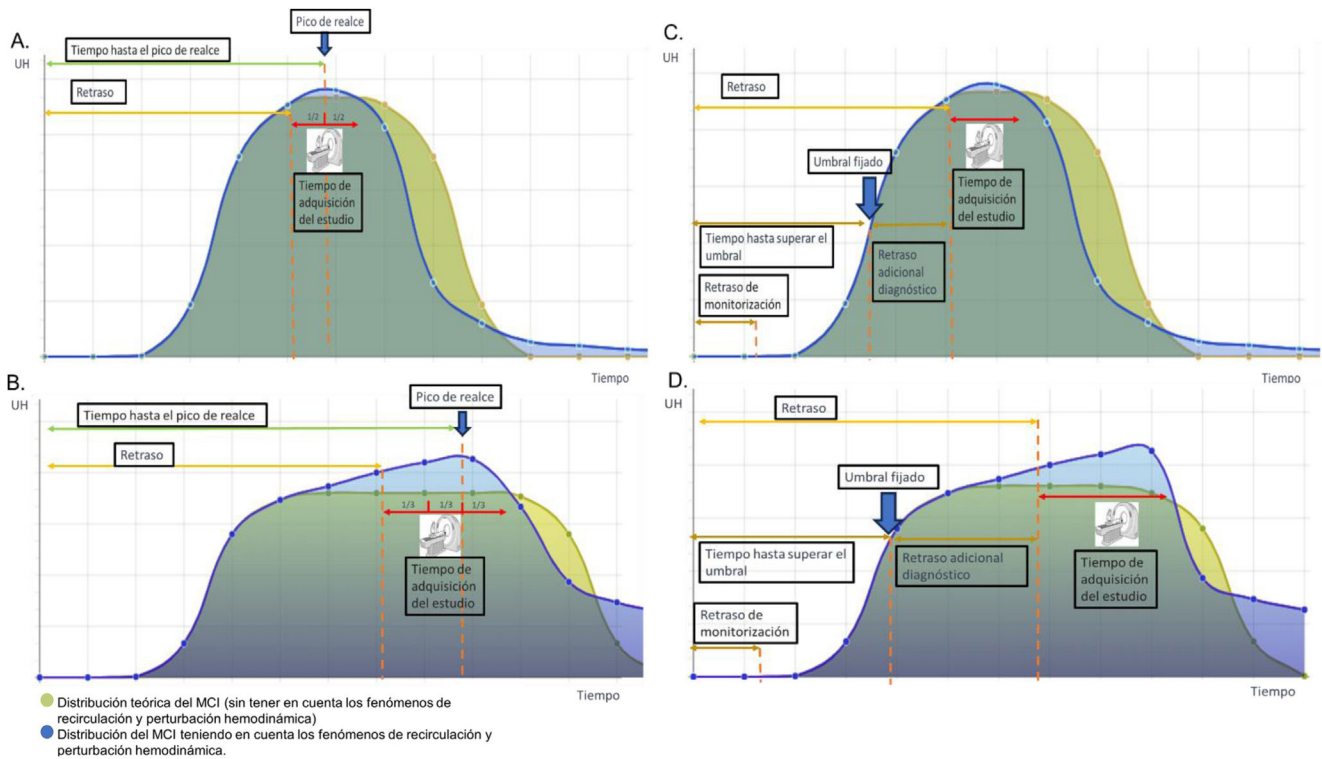 A.
Pico de realce
Tiempo hasta el pico de realce
UH
Retraso
1/2
1/2
Tiempo de
adquisición
del estudio
Tiempo
B.
UH
Pico de realce
Tiempo hasta el pico de realce
Retraso
1/3
1/3
1/3
Tiempo de
adquisición
del estudio
Tiempo
C.
UH
Retraso
Umbral fijado
Tiempo de
adquisición
del estudio
Tiempo hasta superar el
umbral
Retraso
adicional
diagnóstico
Retraso de
monitorización
Tiempo
D.
UH
Retraso
Umbral fijado
Tiempo hasta superar el
umbral
Retraso adicional
diagnóstico
Tiempo de
adquisición
del estudio
Retraso de
monitorización
Tiempo
Distribución teórica del MCI (sin tener en cuenta los fenómenos de
recirculación y perturbación hemodinámica)
Distribución del MCI teniendo en cuenta los fenómenos de recirculación y
perturbación hemodinámica.